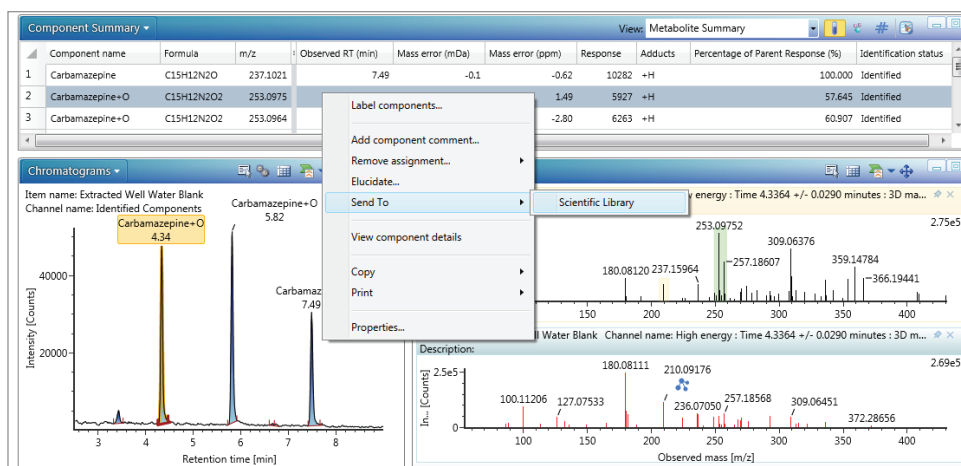 Component Summary
View: Metabolite Summary
Component name Formula m/z Observed RT (min) Mass error (mDa) Mass error (ppm) Response Adducts Percentage of Parent Response (%) Identification status
1 Carbamazepine C15H12N2O 237.1021 7.49 -0.1 -0.62 10282 +H 100.000 Identified
2 Carbamazepine+O C15H12N2O2 253.0975 1.49 5927 +H 57.645 Identified
3 Carbamazepine+O C15H12N2O2 253.0964 -2.80 6263 +H 60.907 Identified
Label components...
Add component comment...
Remove assignment...
Elucidate...
Send To
Scientific Library
View component details
Copy
Print
Properties...
Chromatograms
Item name: Extracted Well Water Blank
Channel name: Identified Components
Carbamazepine+O
4.34
Carbamazepine+O
5.82
Carbamaz
7.49
40000
20000
Intensity [Counts]
3 4 5 6 7 8
Retention time [min]
energy : Time 4.3364 +/- 0.0290 minutes : 3D ma...
2.75e5
253.09752
309.06376
359.14784
257.18607
366.19441
180.08120 237.15964
150 200 250 300 350 400
ll Water Blank Channel name: High energy : Time 4.3364 +/- 0.0290 minutes : 3D m...
Description:
2.69e5
2.5e5
0
In... [Counts]
180.08111
210.09176
100.11206
127.07533
236.07050
257.18568
309.06451
372.28656
100 150 200 250 300 350 400
Observed mass [m/z]